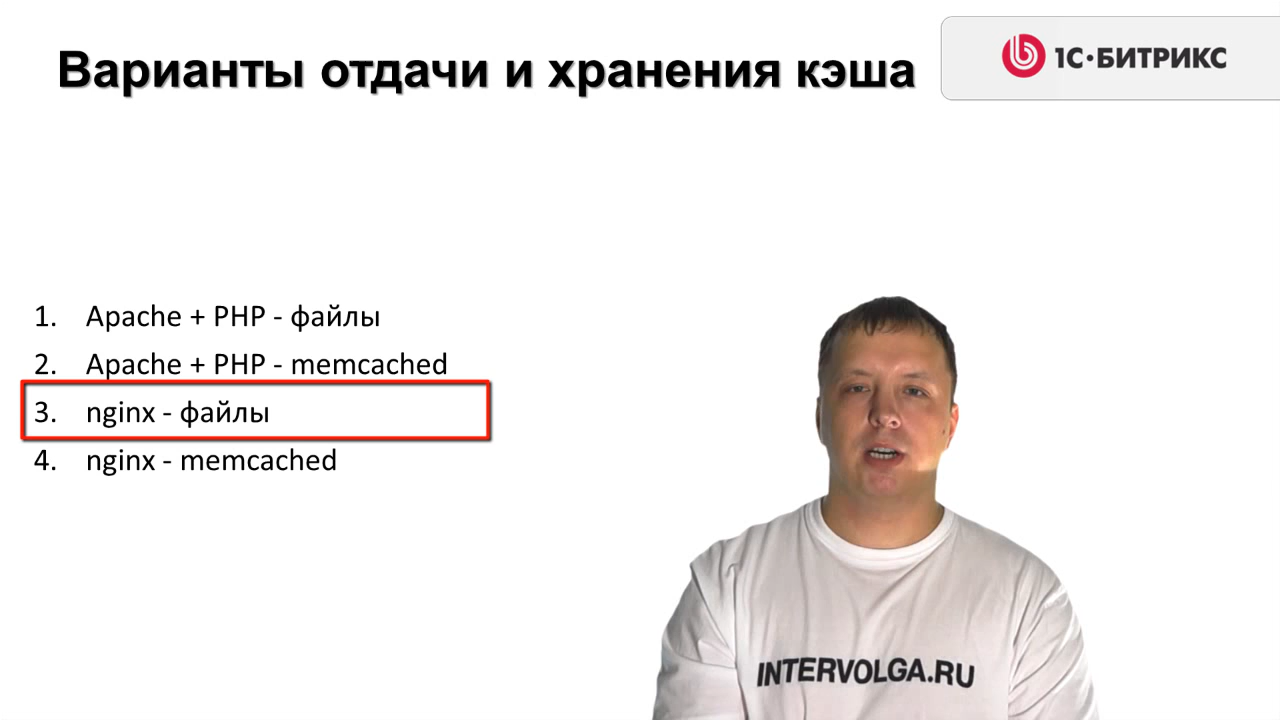 Варианты отдачи и хранения кэша
1С·БИТРИКС
1. Apache + PHP - файлы
2. Apache + PHP - memcached
3. nginx - файлы
4. nginx - memcached
INTERVOLGA.RU